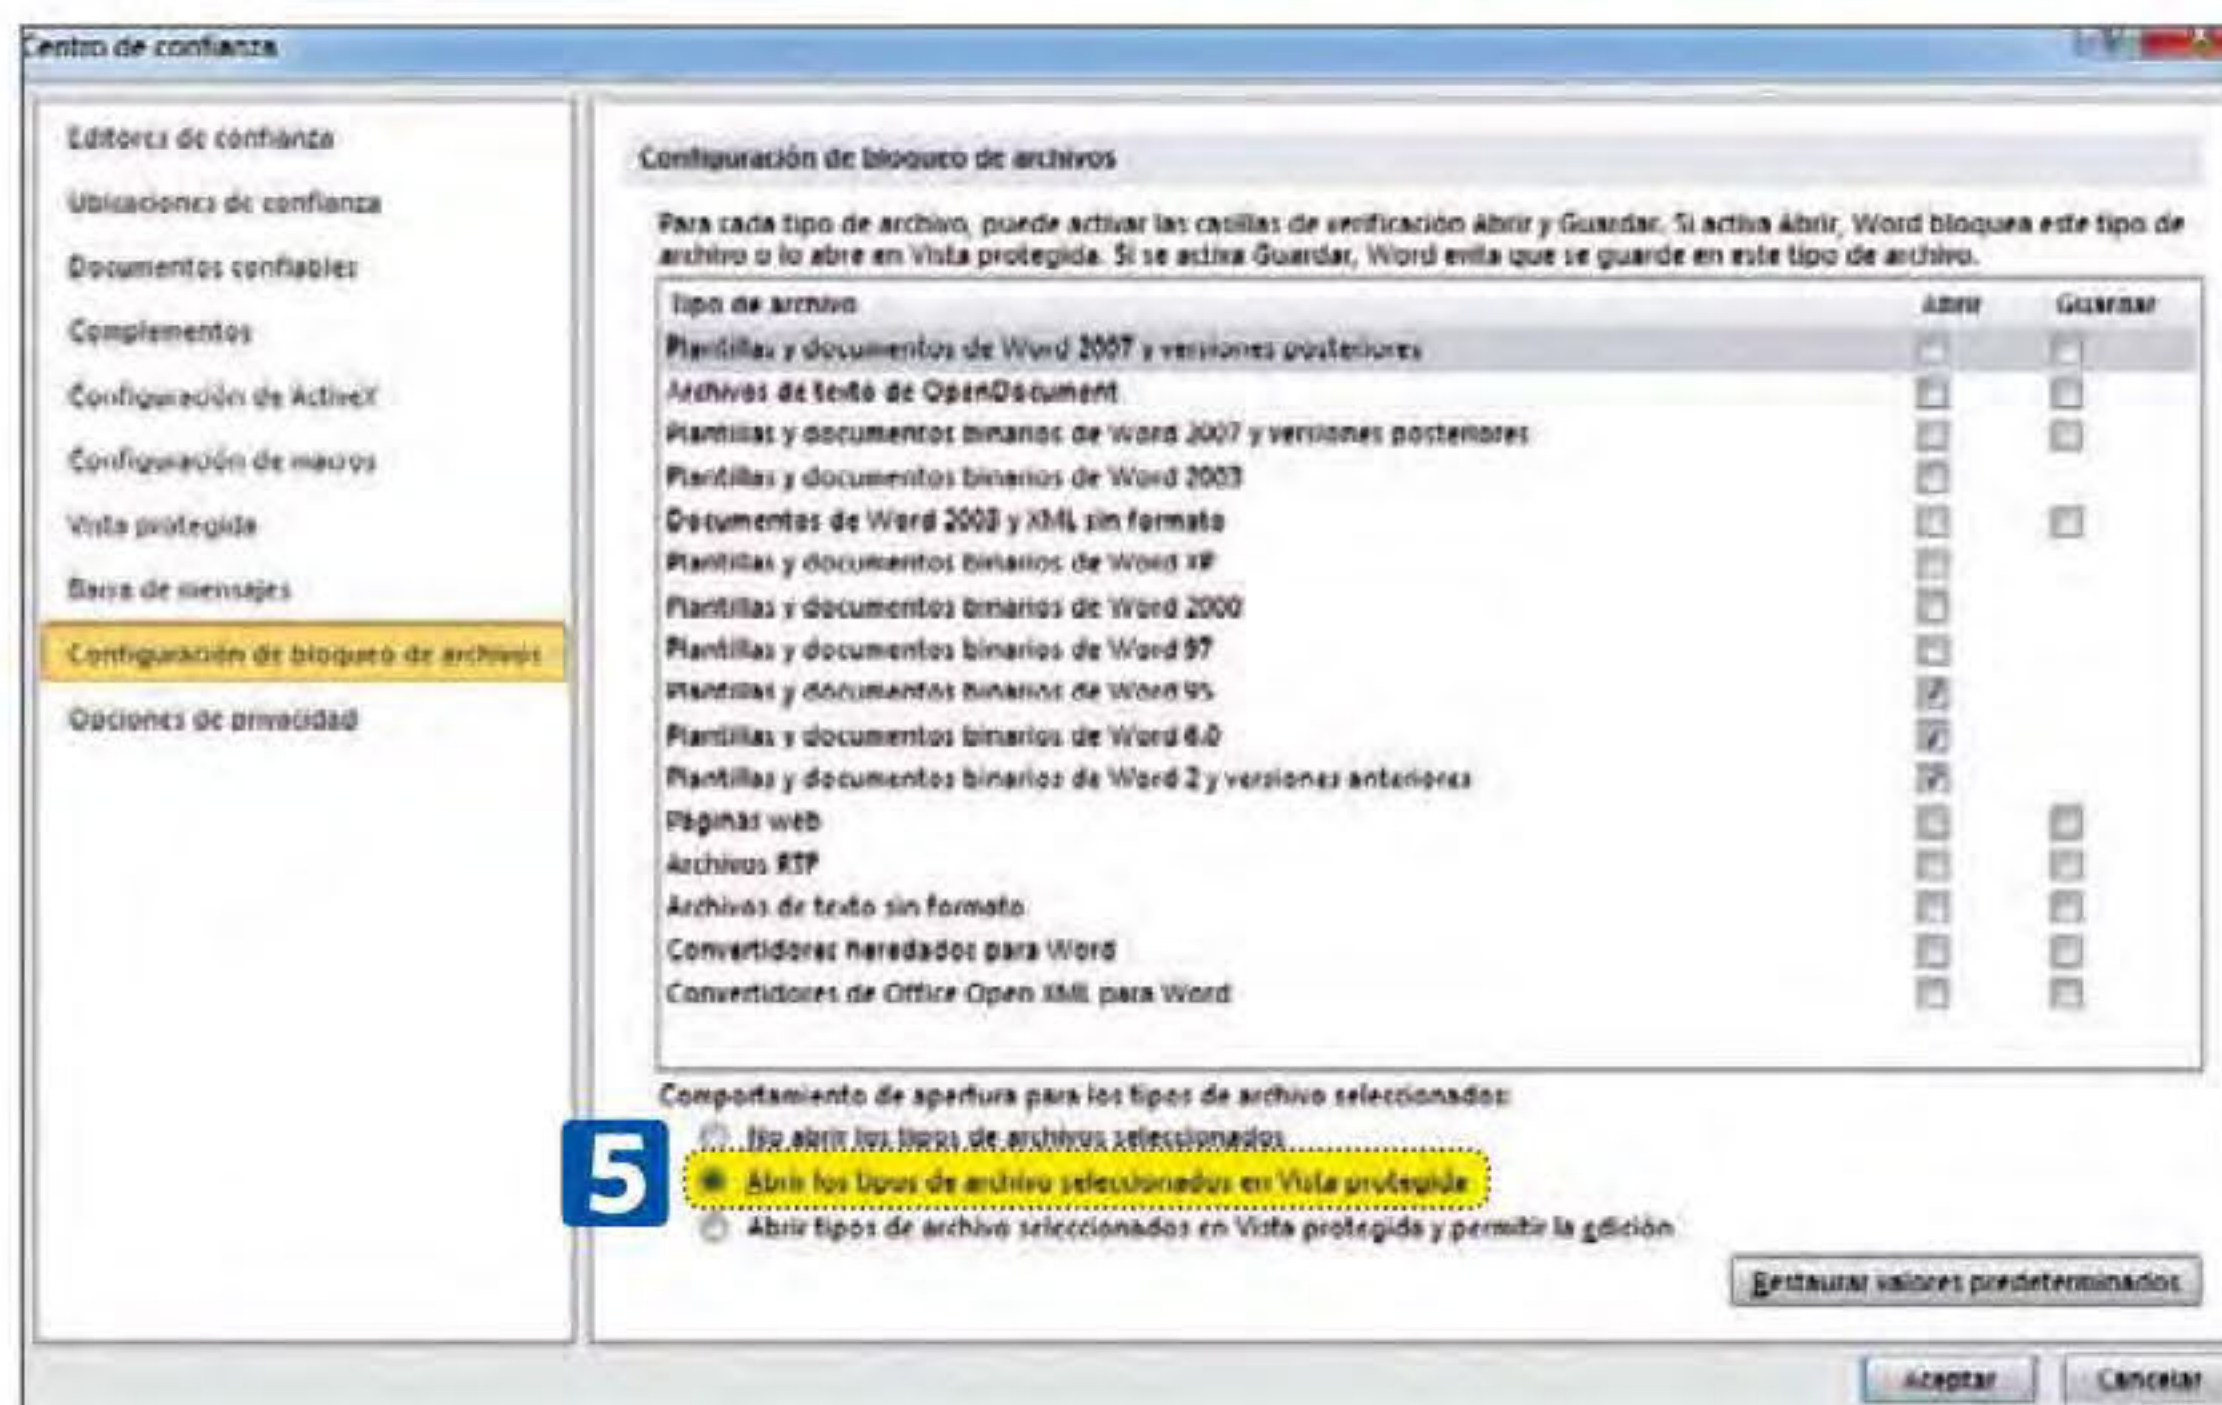 Centro de confianza
Editores de confianza
Ubicaciones de confianza
Documentos confiables
Complementos
Configuración de ActiveX
Configuración de macros
Vista protegida
Barra de mensajes
Configuración de bloqueo de archivos
Opciones de privacidad
Configuración de bloqueo de archivos
Para cada tipo de archivo, puede activar las casillas de verificación Abrir y Guardar. Si activa Abrir, Word bloquea este tipo de
archivo o lo abre en Vista protegida. Si se activa Guardar, Word evita que se guarde en este tipo de archivo.
Tipo de archivo Abrir Guardar
Plantillas y documentos de Word 2007 y versiones posteriores
Archivos de texto de OpenDocument
Plantillas y documentos binarios de Word 2007 y versiones posteriores
Plantillas y documentos binarios de Word 2003
Documentos de Word 2003 y XML sin formato
Plantillas y documentos binarios de Word XP
Plantillas y documentos binarios de Word 2000
Plantillas y documentos binarios de Word 97
Plantillas y documentos binarios de Word 95
Plantillas y documentos binarios de Word 6.0
Plantillas y documentos binarios de Word 2 y versiones anteriores
Páginas web
Archivos RTF
Archivos de texto sin formato
Convertidores heredados para Word
Convertidores de Office Open XML para Word
Comportamiento de apertura para los tipos de archivo seleccionados:
No abrir los tipos de archivos seleccionados
5 Abrir los tipos de archivo seleccionados en Vista protegida
Abrir tipos de archivo seleccionados en Vista protegida y permitir la edición
Restaurar valores predeterminados
Aceptar Cancelar